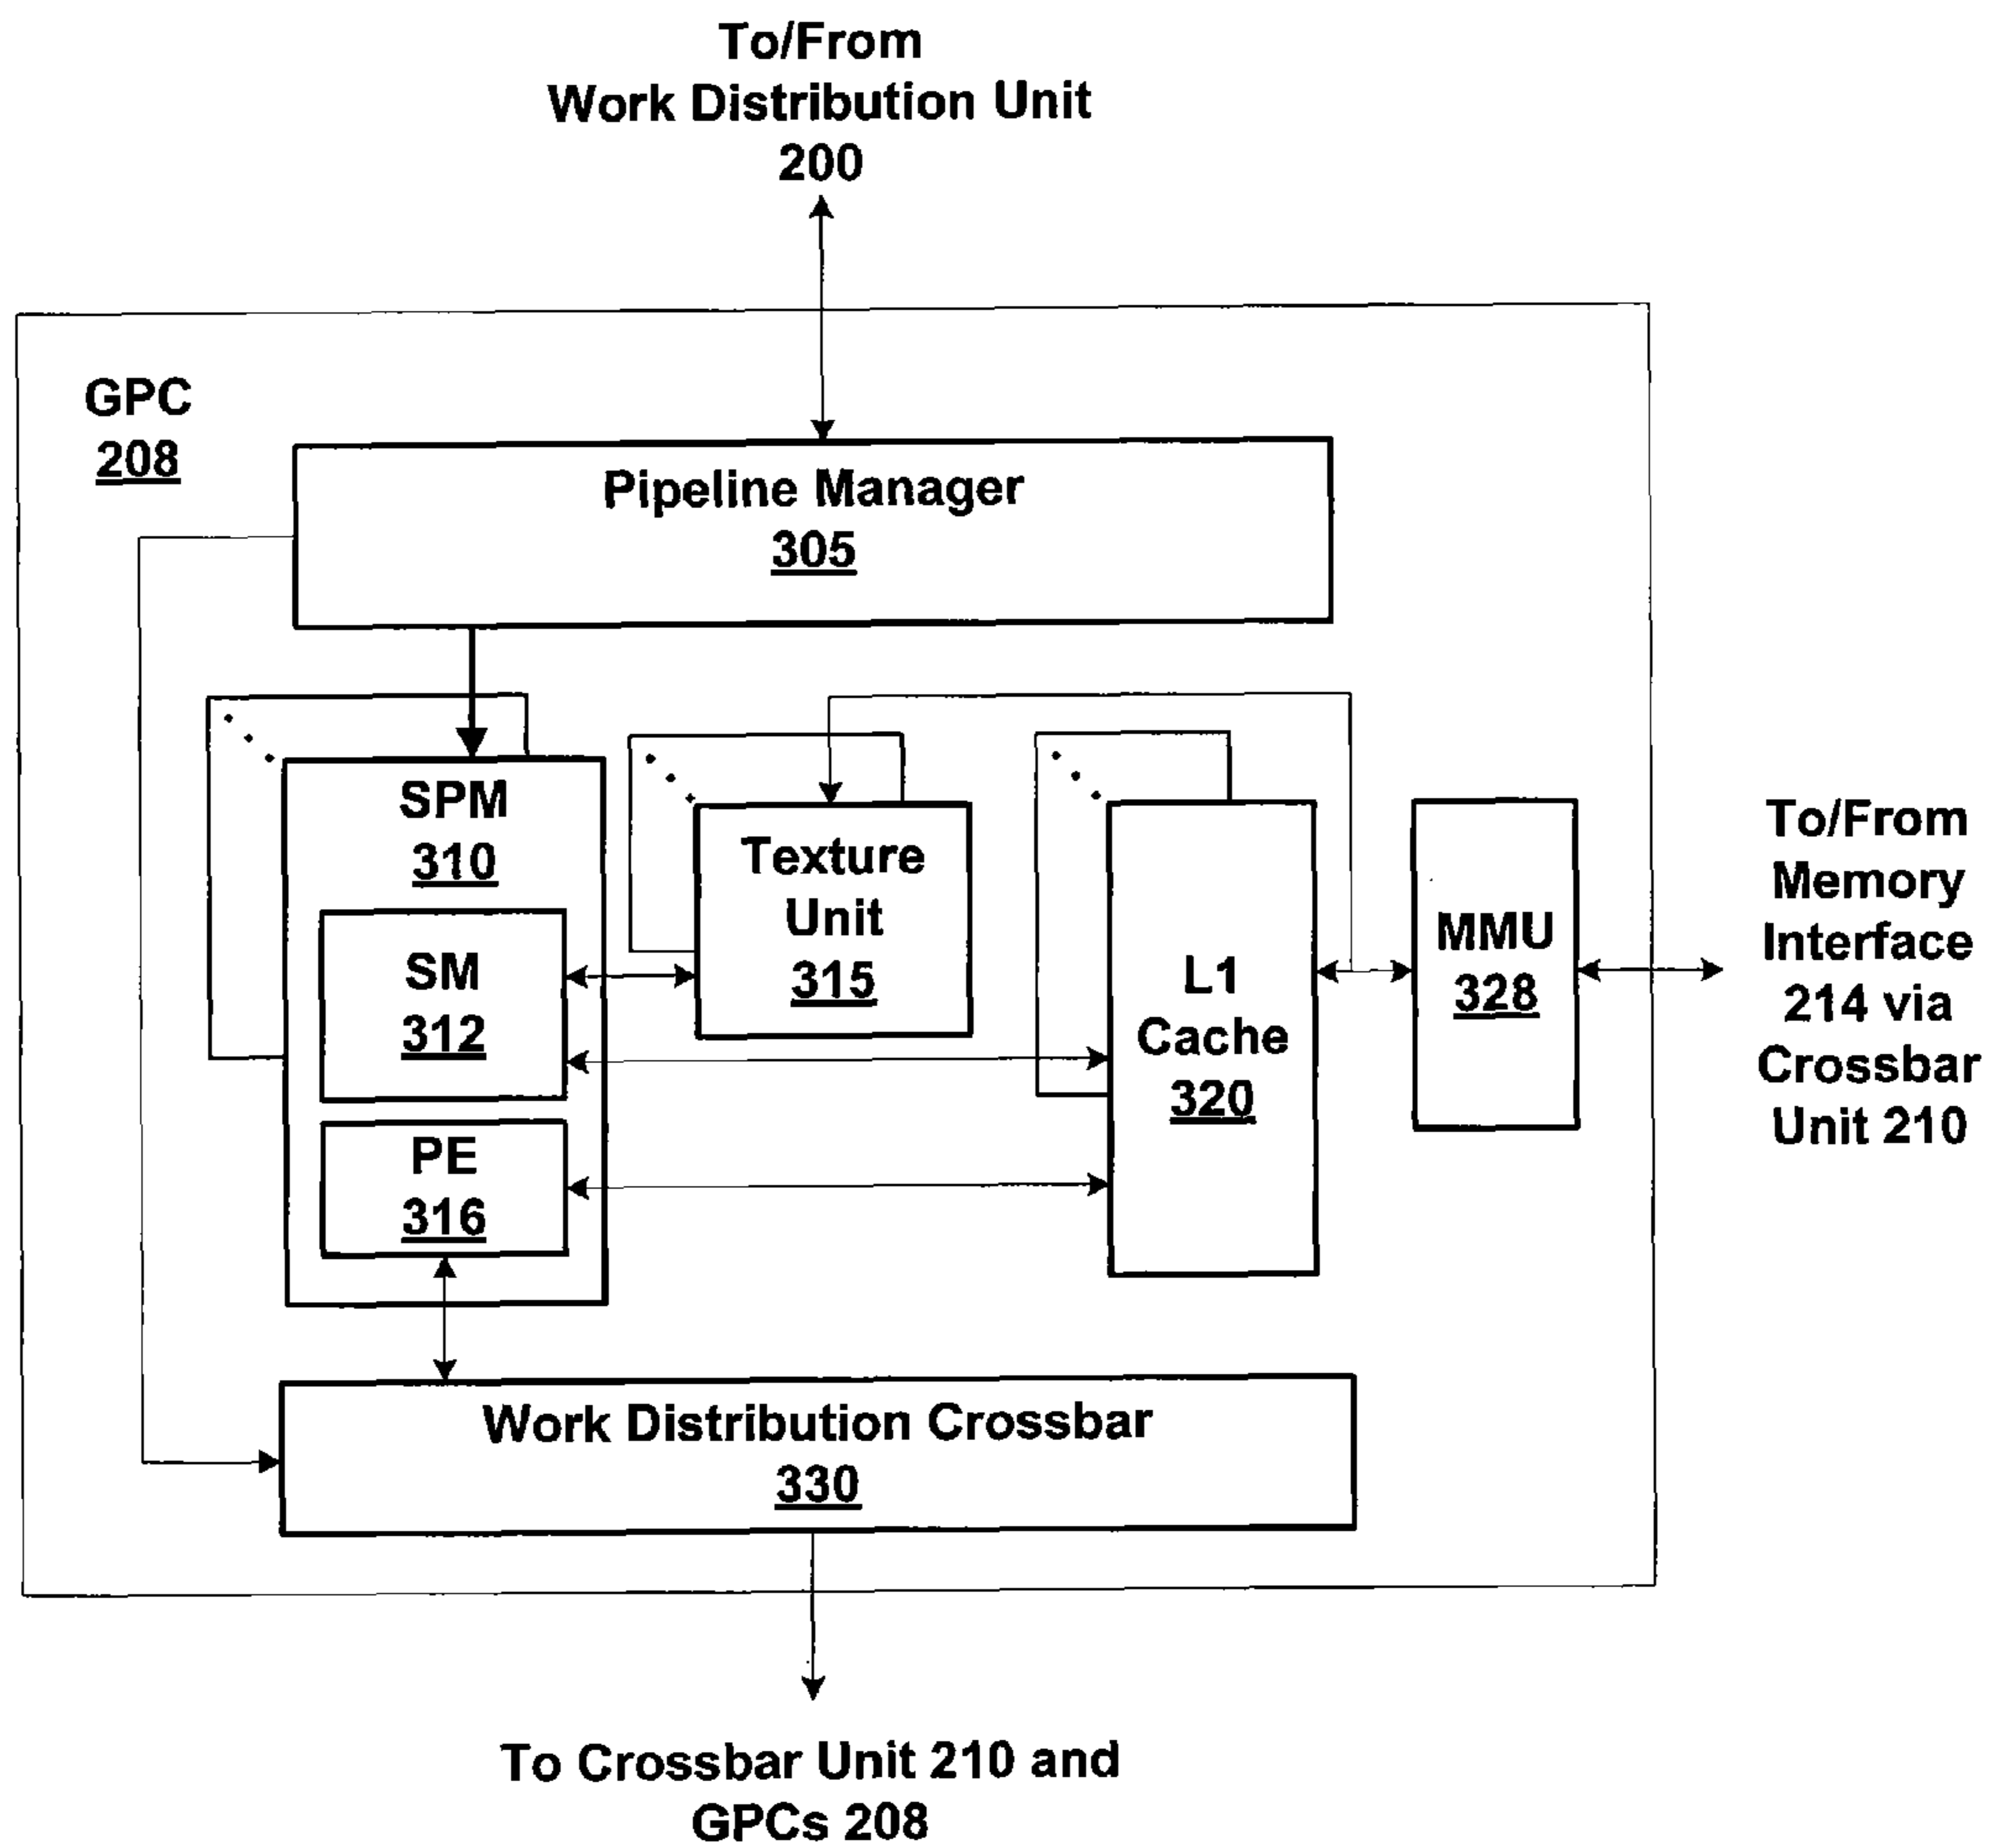 To/From
Work Distribution Unit
200
GPC
208
Pipeline Manager
305
SPM
310
SM
312
PE
316
Texture
Unit
315
L1
Cache
320
MMU
328
To/From
Memory
Interface
214 via
Crossbar
Unit 210
Work Distribution Crossbar
330
To Crossbar Unit 210 and
GPCs 208